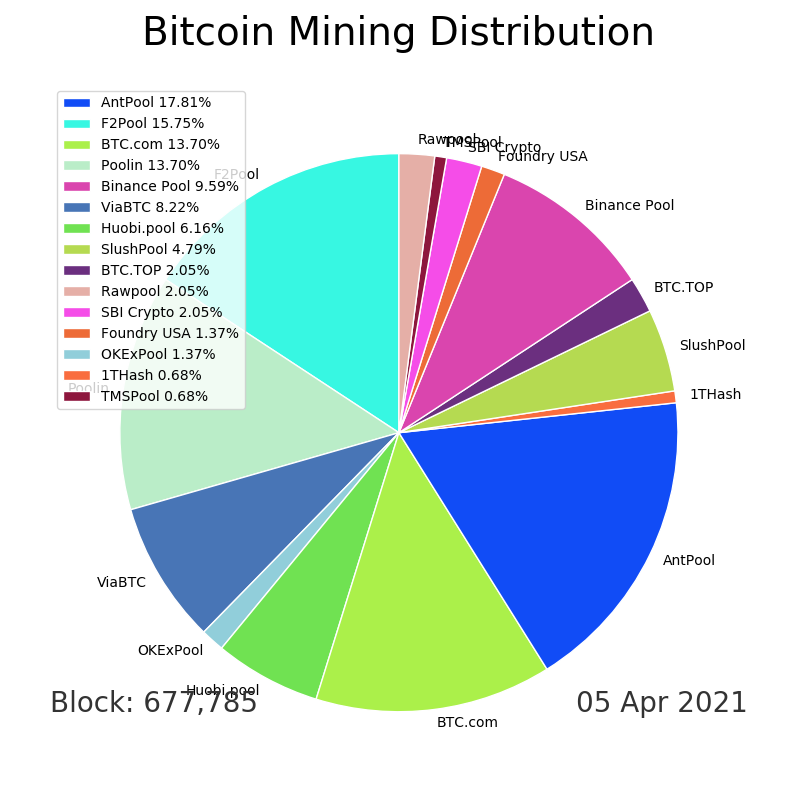 Bitcoin Mining Distribution
AntPool 17.81%
F2Pool 15.75%
BTC.com 13.70%
Poolin 13.70%
Binance Pool 9.59%
ViaBTC 8.22%
Huobi.pool 6.16%
SlushPool 4.79%
BTC.TOP 2.05%
Rawpool 2.05%
SBI Crypto 2.05%
Foundry USA 1.37%
OKExPool 1.37%
1THash 0.68%
TMSPool 0.68%
Rawpool
TMSPool
SBI Crypto
Foundry USA
Binance Pool
BTC.TOP
SlushPool
1THash
AntPool
BTC.com
Huobi.pool
OKExPool
ViaBTC
Poolin
F2Pool
Block: 677,785
05 Apr 2021